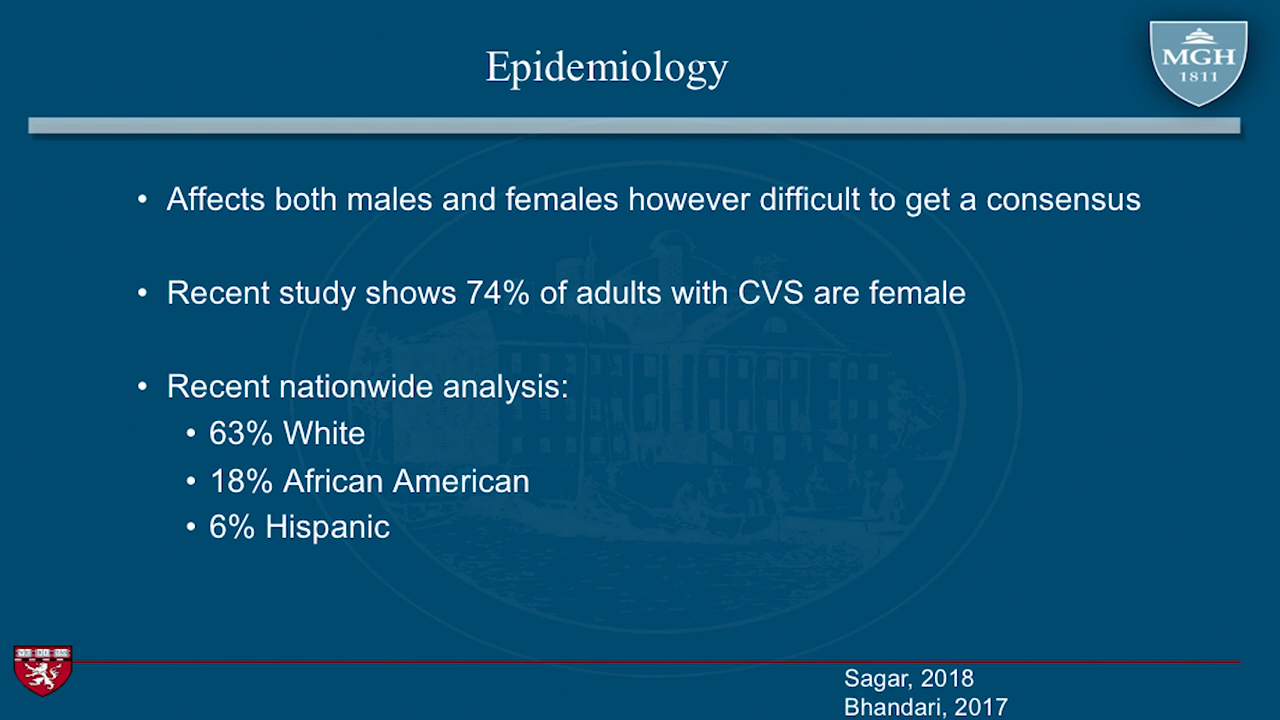 Epidemiology
MGH
1811
• Affects both males and females however difficult to get a consensus
• Recent study shows 74% of adults with CVS are female
• Recent nationwide analysis:
• 63% White
• 18% African American
• 6% Hispanic
Sagar, 2018
Bhandari, 2017